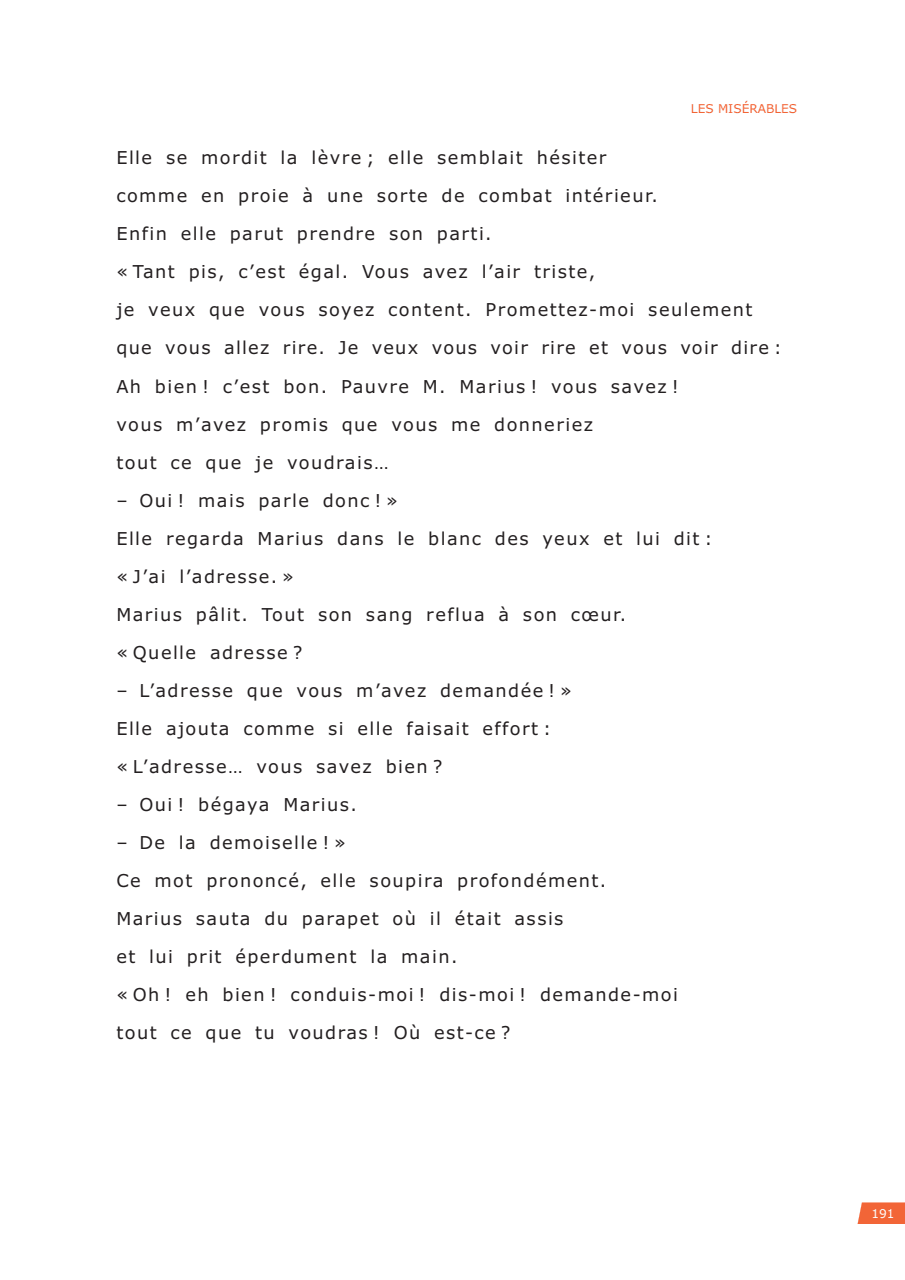 LES MISÉRABLES
Elle se mordit la lèvre ; elle semblait hésiter
comme en proie à une sorte de combat intérieur.
Enfin elle parut prendre son parti.
« Tant pis, c’est égal. Vous avez l’air triste,
je veux que vous soyez content. Promettez-moi seulement
que vous allez rire. Je veux vous voir rire et vous voir dire :
Ah bien ! c’est bon. Pauvre M. Marius ! vous savez !
vous m’avez promis que vous me donneriez
tout ce que je voudrais…
– Oui ! mais parle donc ! »
Elle regarda Marius dans le blanc des yeux et lui dit :
« J’ai l’adresse. »
Marius pâlit. Tout son sang reflua à son cœur.
« Quelle adresse ?
– L’adresse que vous m’avez demandée ! »
Elle ajouta comme si elle faisait effort :
« L’adresse… vous savez bien ?
– Oui ! bégaya Marius.
– De la demoiselle ! »
Ce mot prononcé, elle soupira profondément.
Marius sauta du parapet où il était assis
et lui prit éperdument la main.
« Oh ! eh bien ! conduis-moi ! dis-moi ! demande-moi
tout ce que tu voudras ! Où est-ce ?
191